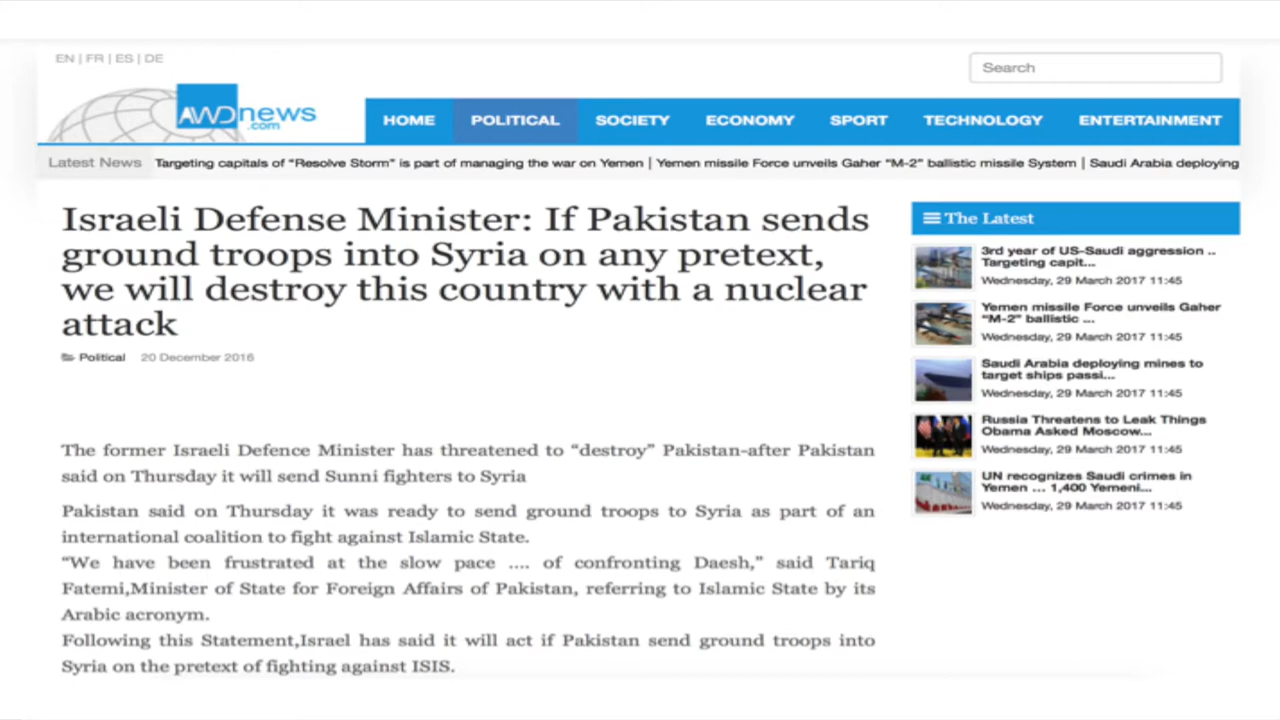 EN | FR | ES | DE
Search
AWDnews
.com
HOME
POLITICAL
SOCIETY
ECONOMY
SPORT
TECHNOLOGY
ENTERTAINMENT
Latest News
Targeting capitals of “Resolve Storm” is part of managing the war on Yemen | Yemen missile Force unveils Gaher “M-2” ballistic missile System | Saudi Arabia deploying
Israeli Defense Minister: If Pakistan sends
ground troops into Syria on any pretext,
we will destroy this country with a nuclear
attack
Political 20 December 2016
The former Israeli Defence Minister has threatened to “destroy” Pakistan-after Pakistan
said on Thursday it will send Sunni fighters to Syria
Pakistan said on Thursday it was ready to send ground troops to Syria as part of an
international coalition to fight against Islamic State.
“We have been frustrated at the slow pace .... of confronting Daesh,” said Tariq
Fatemi,Minister of State for Foreign Affairs of Pakistan, referring to Islamic State by its
Arabic acronym.
Following this Statement,Israel has said it will act if Pakistan send ground troops into
Syria on the pretext of fighting against ISIS.
The Latest
3rd year of US-Saudi aggression ..
Targeting capit...
Wednesday, 29 March 2017 11:45
Yemen missile Force unveils Gaher
“M-2” ballistic ...
Wednesday, 29 March 2017 11:45
Saudi Arabia deploying mines to
target ships passi...
Wednesday, 29 March 2017 11:45
Russia Threatens to Leak Things
Obama Asked Moscow...
Wednesday, 29 March 2017 11:45
UN recognizes Saudi crimes in
Yemen ... 1,400 Yemeni...
Wednesday, 29 March 2017 11:45